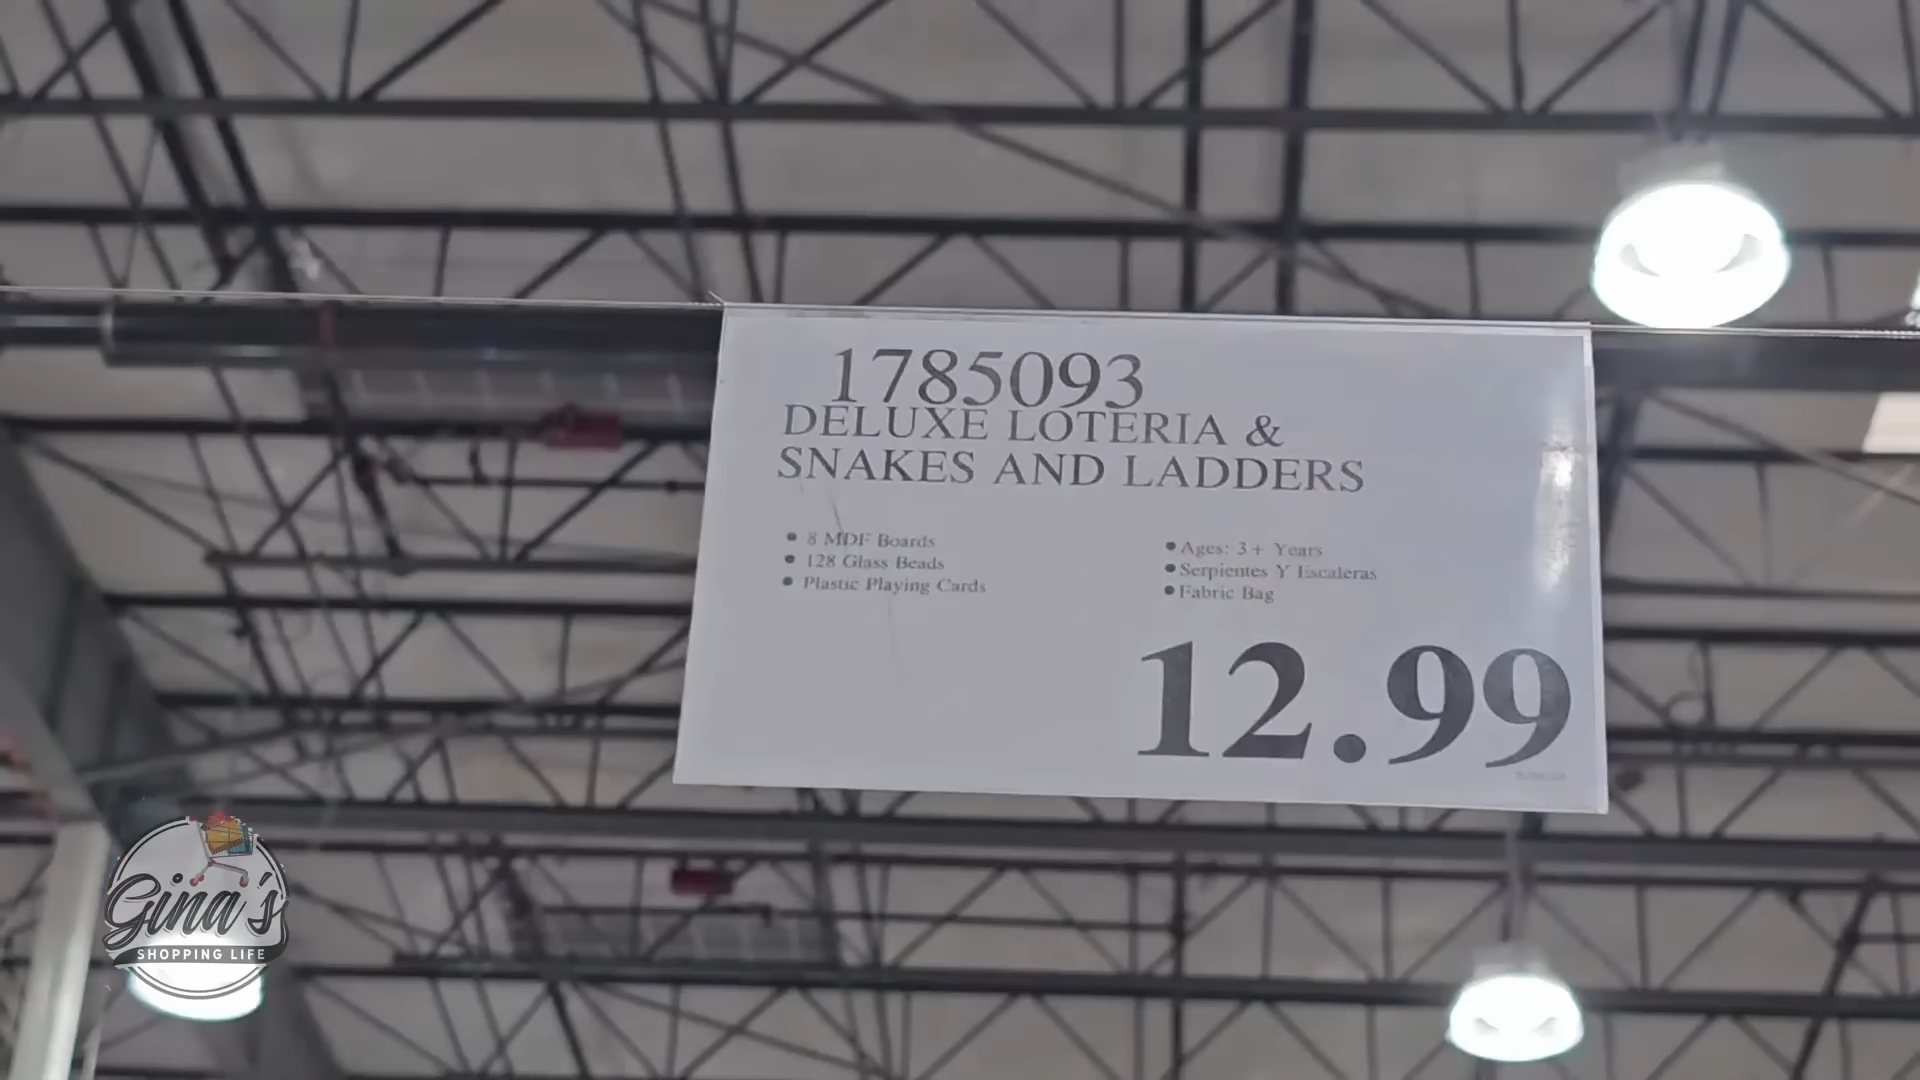 1785093
DELUXE LOTERIA &
SNAKES AND LADDERS
• 8 MDF Boards
• 128 Glass Beads
• Plastic Playing Cards
• Ages: 3+ Years
• Serpientes Y Escaleras
• Fabric Bag
12.99
Gina's
SHOPPING LIFE